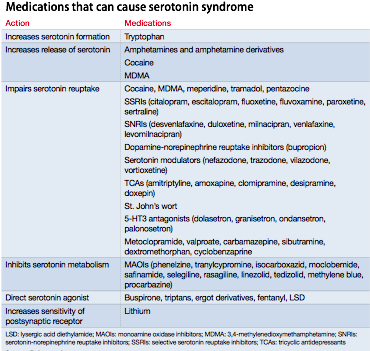 Medications that can cause serotonin syndrome
Action Medications
Increases serotonin formation Tryptophan
Increases release of serotonin Amphetamines and amphetamine derivatives
Cocaine
MDMA
Impairs serotonin reuptake Cocaine, MDMA, meperidine, tramadol, pentazocine
SSRIs (citalopram, escitalopram, fluoxetine, fluvoxamine, paroxetine,
sertraline)
SNRIs (desvenlafaxine, duloxetine, milnacipran, venlafaxine,
levomilnacipran)
Dopamine-norepinephrine reuptake inhibitors (bupropion)
Serotonin modulators (nefazodone, trazodone, vilazodone,
vortioxetine)
TCAs (amitriptyline, amoxapine, clomipramine, desipramine,
doxepin)
St. John's wort
5-HT3 antagonists (dolasetron, granisetron, ondansetron,
palonosetron)
Metoclopramide, valproate, carbamazepine, sibutramine,
dextromethorphan, cyclobenzaprine
Inhibits serotonin metabolism MAOIs (phenelzine, tranylcypromine, isocarboxazid, moclobemide,
safinamide, selegiline, rasagiline, linezolid, tedizolid, methylene blue,
procarbazine)
Direct serotonin agonist Buspirone, triptans, ergot derivatives, fentanyl, LSD
Increases sensitivity of Lithium
postsynaptic receptor
LSD: lysergic acid diethylamide; MAOIs: monoamine oxidase inhibitors; MDMA: 3,4-methylenedioxymethamphetamine; SNRIs:
serotonin-norepinephrine reuptake inhibitors; SSRIs: selective serotonin reuptake inhibitors; TCAs: tricyclic antidepressants